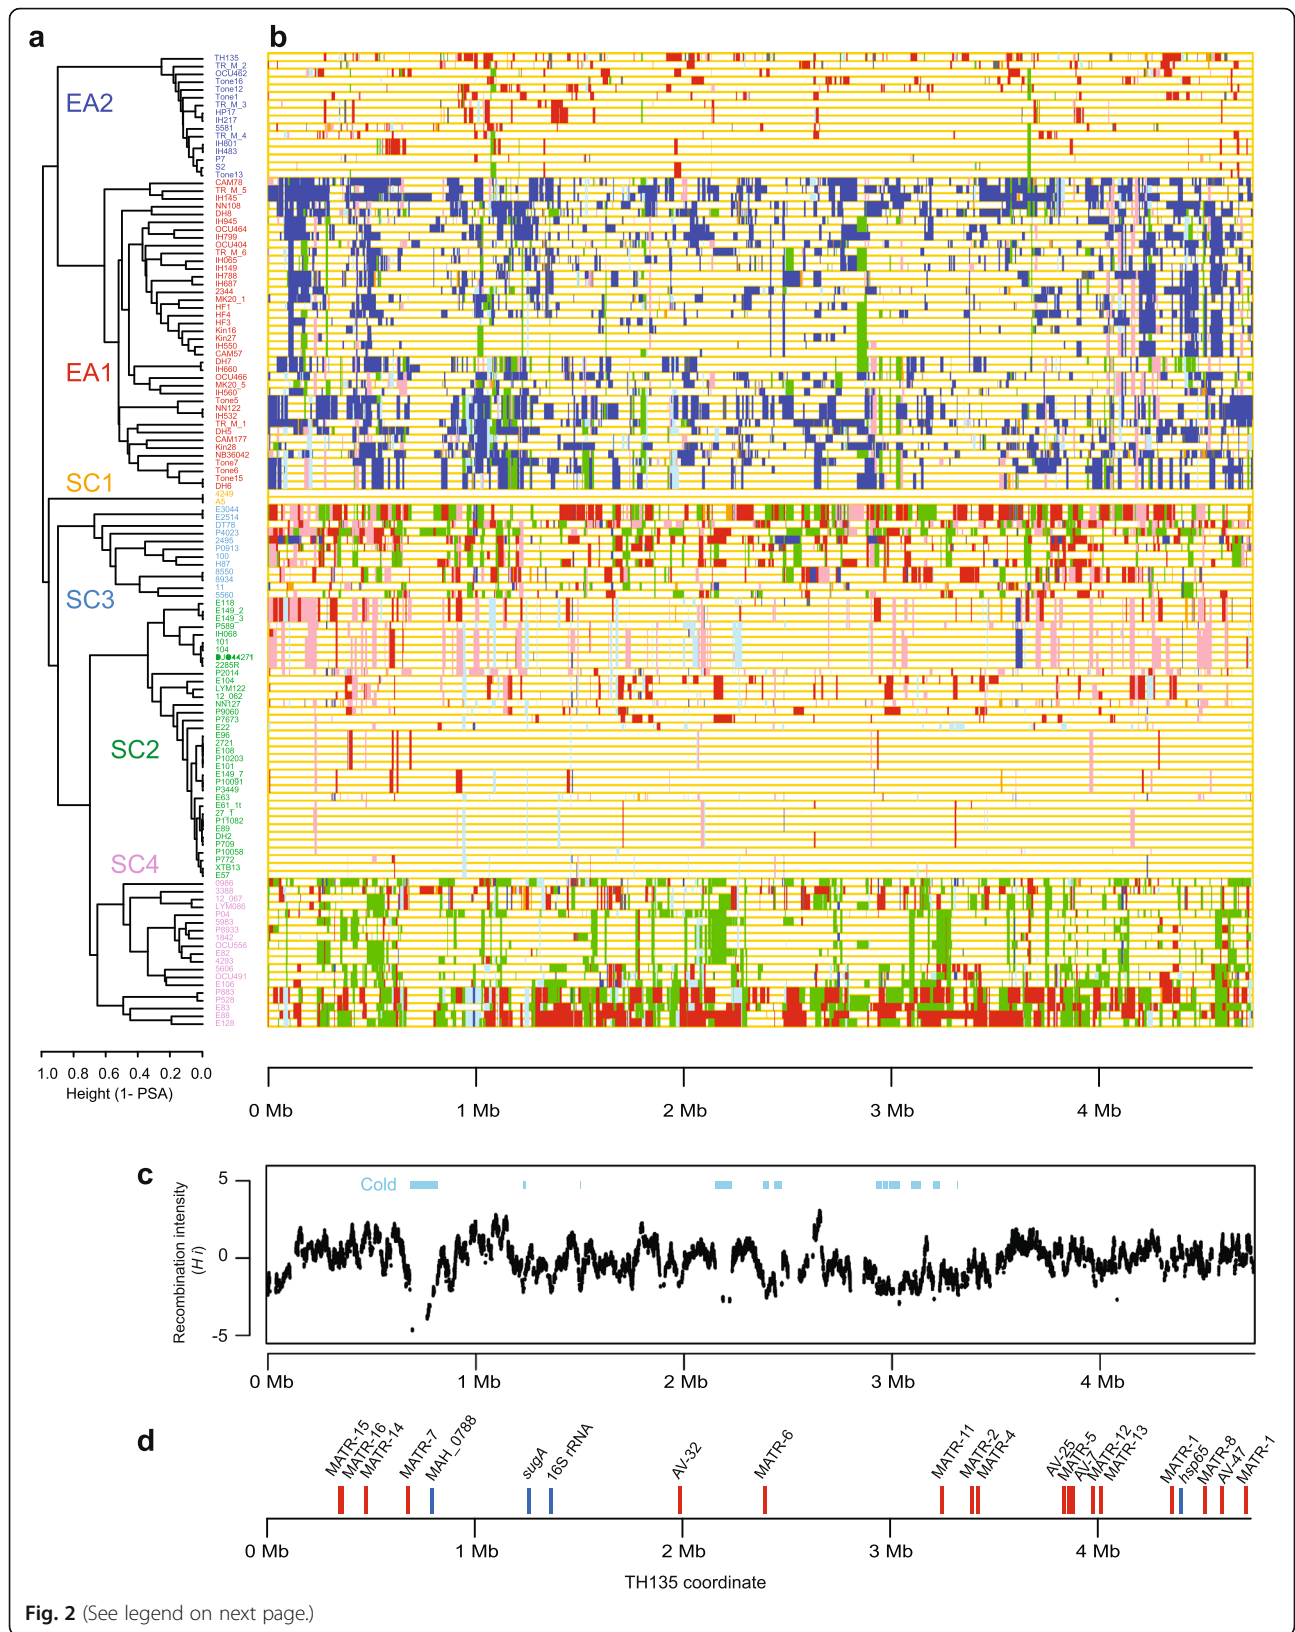 a
b
EA2
EA1
SC1
SC3
SC2
SC4
TH135
TR_M_2
OCU462
Tone16
Tone12
Tone1
TR_M_3
HP17
IH217
5581
TR_M_4
IH801
IH483
P7
S2
Tone13
CAM78
TR_M_5
IH145
NN108
DH8
IH945
OCU464
IH799
OCU404
TR_M_6
IH065
IH149
IH788
IH687
2344
MK20_1
HF1
HF4
HF3
Kin16
Kin27
IH550
CAM57
DH7
IH660
OCU466
MK20_5
IH560
Tone5
NN122
IH532
TR_M_1
DH5
CAM177
Kin28
NB36042
Tone7
Tone6
Tone15
DH6
4249
A5
E3044
E2514
DT78
P4023
2495
P0913
100
H87
8550
8934
11
5560
E118
E149_2
E149_3
P589
IH068
101
104
2285R
P2014
E104
LYM122
12_062
NN127
P9060
P7673
E22
E96
2721
E108
P10203
E101
E149_7
P10091
P3449
E63
E61_1t
27_1
P11082
E89
DH2
P709
P10058
P772
XTB13
E57
0986
3388
12_067
LYM086
P04
5983
P8933
1842
OCU556
E82
4293
5606
OCU491
E106
P883
P528
E83
E88
E128
1.0 0.8 0.6 0.4 0.2 0.0
Height (1- PSA)
0 Mb 1 Mb 2 Mb 3 Mb 4 Mb
c
Recombination intensity
(Hi)
5
0
-5
Cold
0 Mb 1 Mb 2 Mb 3 Mb 4 Mb
d
MATR-15
MATR-16
MATR-14
MATR-7
MAH_0788
sugA
16S rRNA
AV-32
MATR-6
MATR-11
MATR-2
MATR-4
AV-25
MATR-5
AV-7
MATR-12
MATR-13
MATR-1
hsp65
MATR-8
AV-47
MATR-1
0 Mb 1 Mb 2 Mb 3 Mb 4 Mb
TH135 coordinate
Fig. 2 (See legend on next page.)